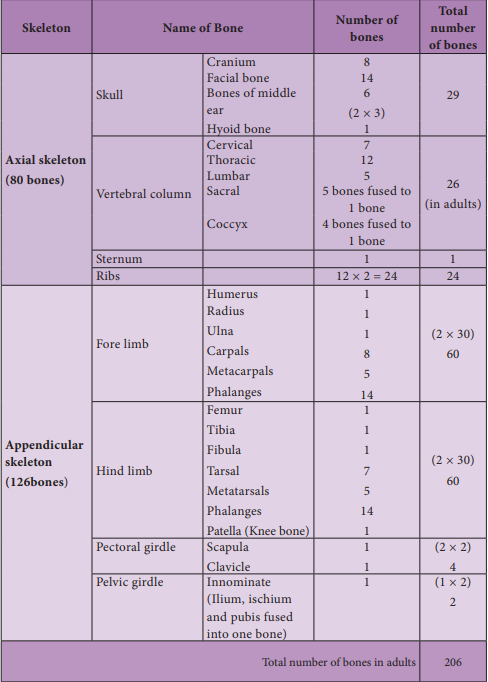 Skeleton Name of Bone Number of bones Total number of bones
Axial skeleton
(80 bones)
Skull
Cranium 8
Facial bone 14
Bones of middle ear 6
(2 × 3)
Hyoid bone 1
29
Vertebral column
Cervical 7
Thoracic 12
Lumbar 5
Sacral 5 bones fused to
1 bone
Coccyx 4 bones fused to
1 bone
26
(in adults)
Sternum 1 1
Ribs 12 × 2 = 24 24
Appendicular
skeleton
(126bones)
Fore limb
Humerus 1
Radius 1
Ulna 1
Carpals 8
Metacarpals 5
Phalanges 14
(2 × 30)
60
Hind limb
Femur 1
Tibia 1
Fibula 1
Tarsal 7
Metatarsals 5
Phalanges 14
Patella (Knee bone) 1
(2 × 30)
60
Pectoral girdle
Scapula 1
Clavicle 1
(2 × 2)
4
Pelvic girdle
Innominate 1
(Ilium, ischium
and pubis fused
into one bone)
(1 × 2)
2
Total number of bones in adults 206